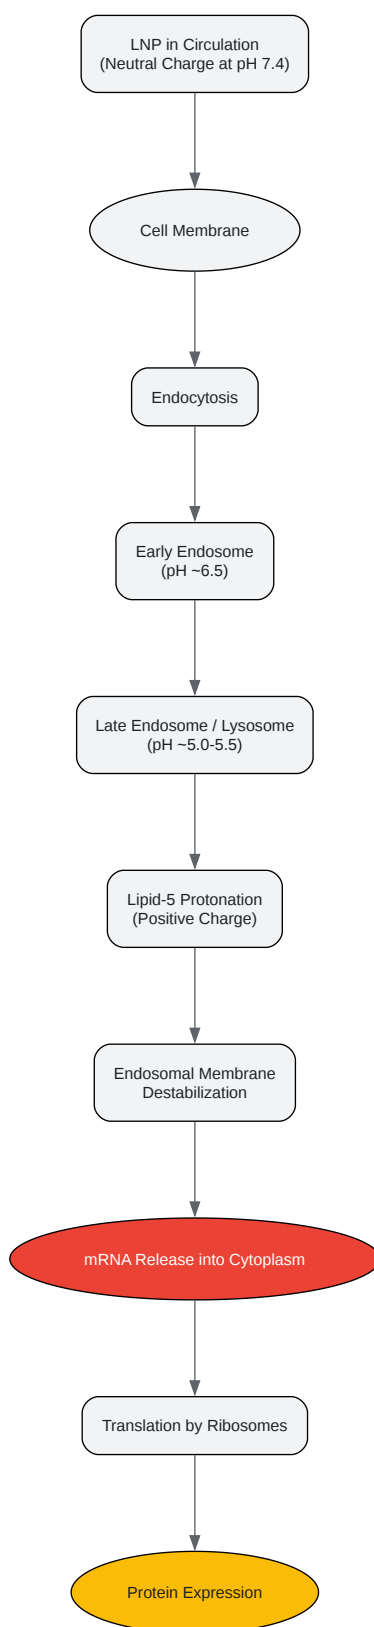 LNP in Circulation
(Neutral Charge at pH 7.4)
Cell Membrane
Endocytosis
Early Endosome
(pH ~6.5)
Late Endosome / Lysosome
(pH ~5.0-5.5)
Lipid-5 Protonation
(Positive Charge)
Endosomal Membrane
Destabilization
mRNA Release into Cytoplasm
Translation by Ribosomes
Protein Expression